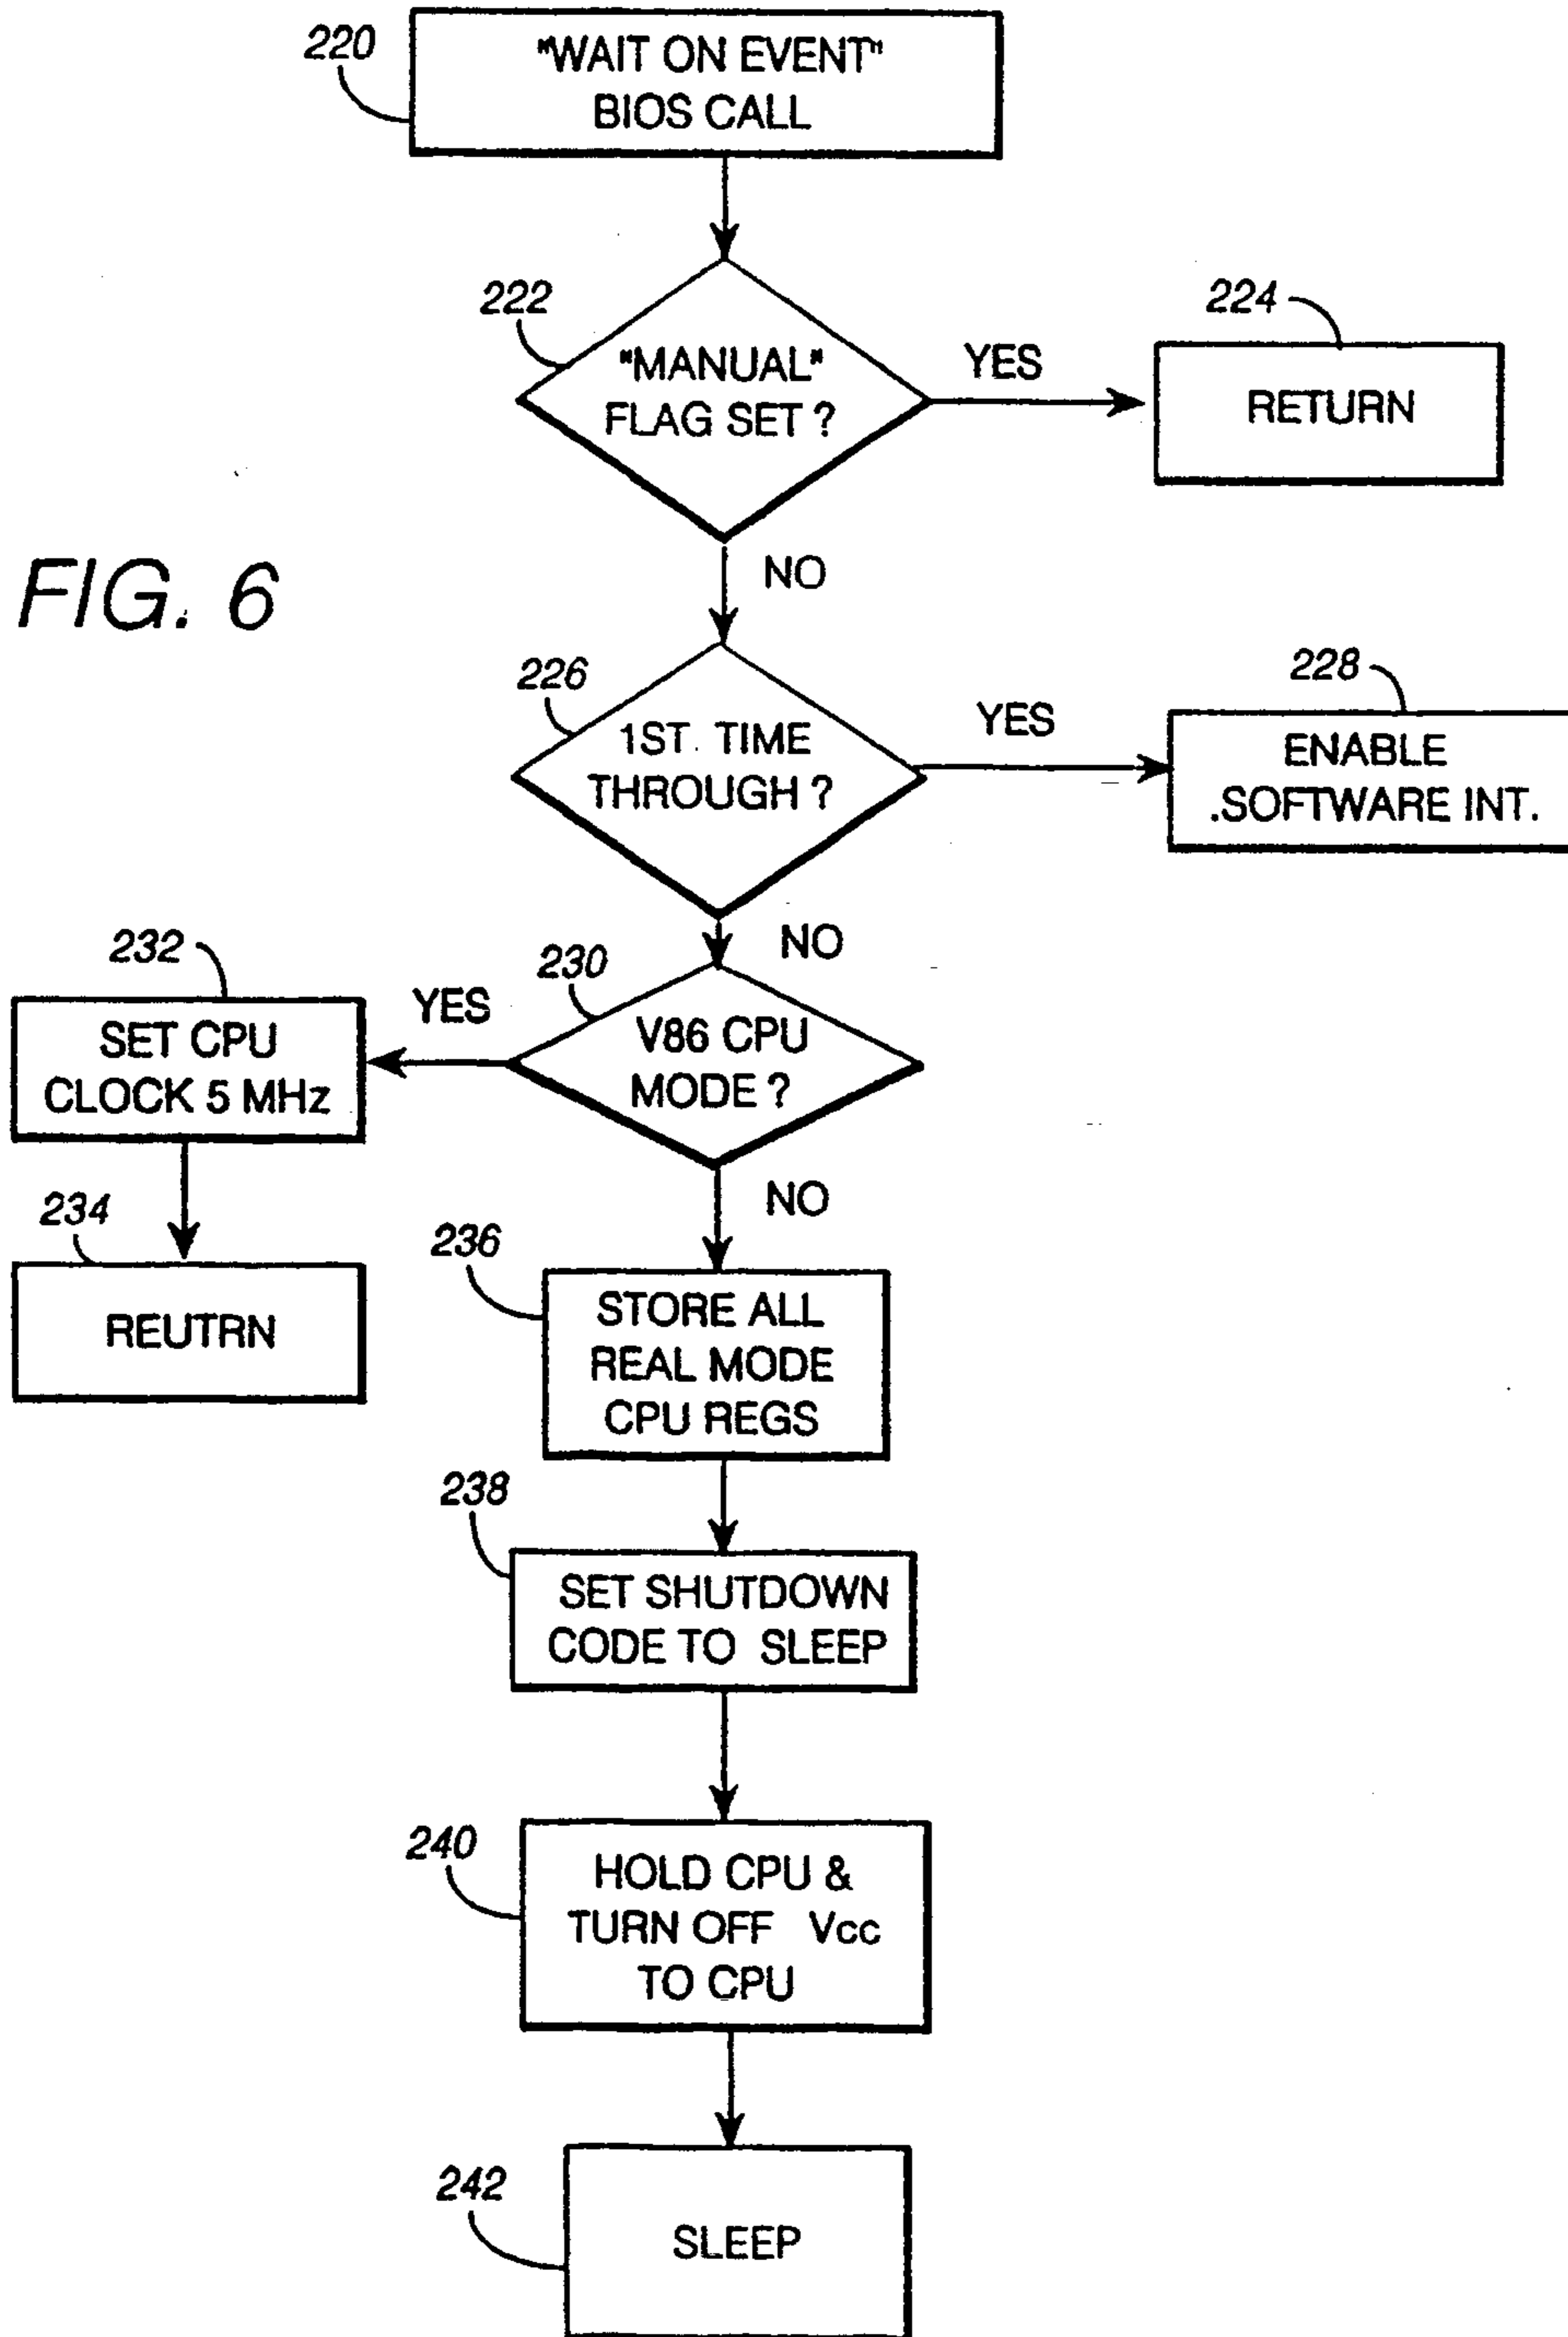 220
"WAIT ON EVENT"
BIOS CALL
222
"MANUAL"
FLAG SET ?
YES
224
RETURN
NO
FIG. 6
226
1ST. TIME
THROUGH ?
YES
228
ENABLE
.SOFTWARE INT.
NO
232
SET CPU
CLOCK 5 MHz
YES
230
V86 CPU
MODE ?
NO
234
REUTRN
236
STORE ALL
REAL MODE
CPU REGS
238
SET SHUTDOWN
CODE TO SLEEP
240
HOLD CPU &
TURN OFF Vcc
TO CPU
242
SLEEP